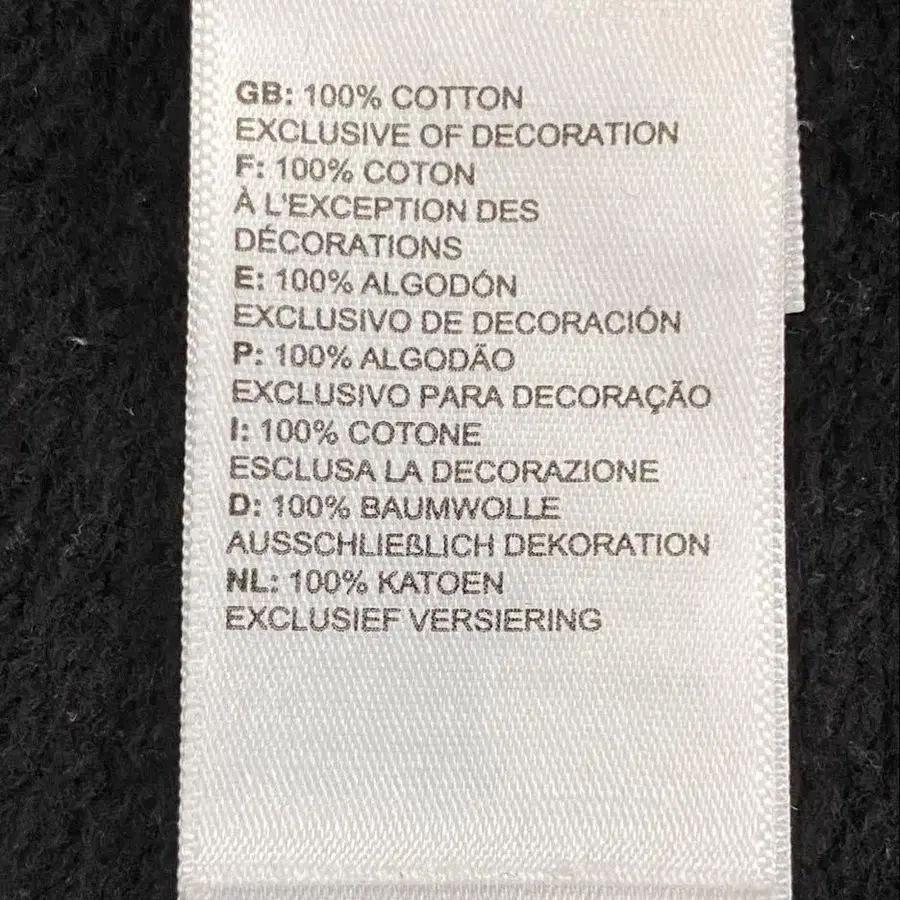 GB: 100% COTTON
EXCLUSIVE OF DECORATION
F: 100% COTON
À L'EXCEPTION DES
DÉCORATIONS
E: 100% ALGODÓN
EXCLUSIVO DE DECORACIÓN
P: 100% ALGODÃO
EXCLUSIVO PARA DECORAÇÃO
I: 100% COTONE
ESCLUSA LA DECORAZIONE
D: 100% BAUMWOLLE
AUSSCHLIEßLICH DEKORATION
NL: 100% KATOEN
EXCLUSIEF VERSIERING